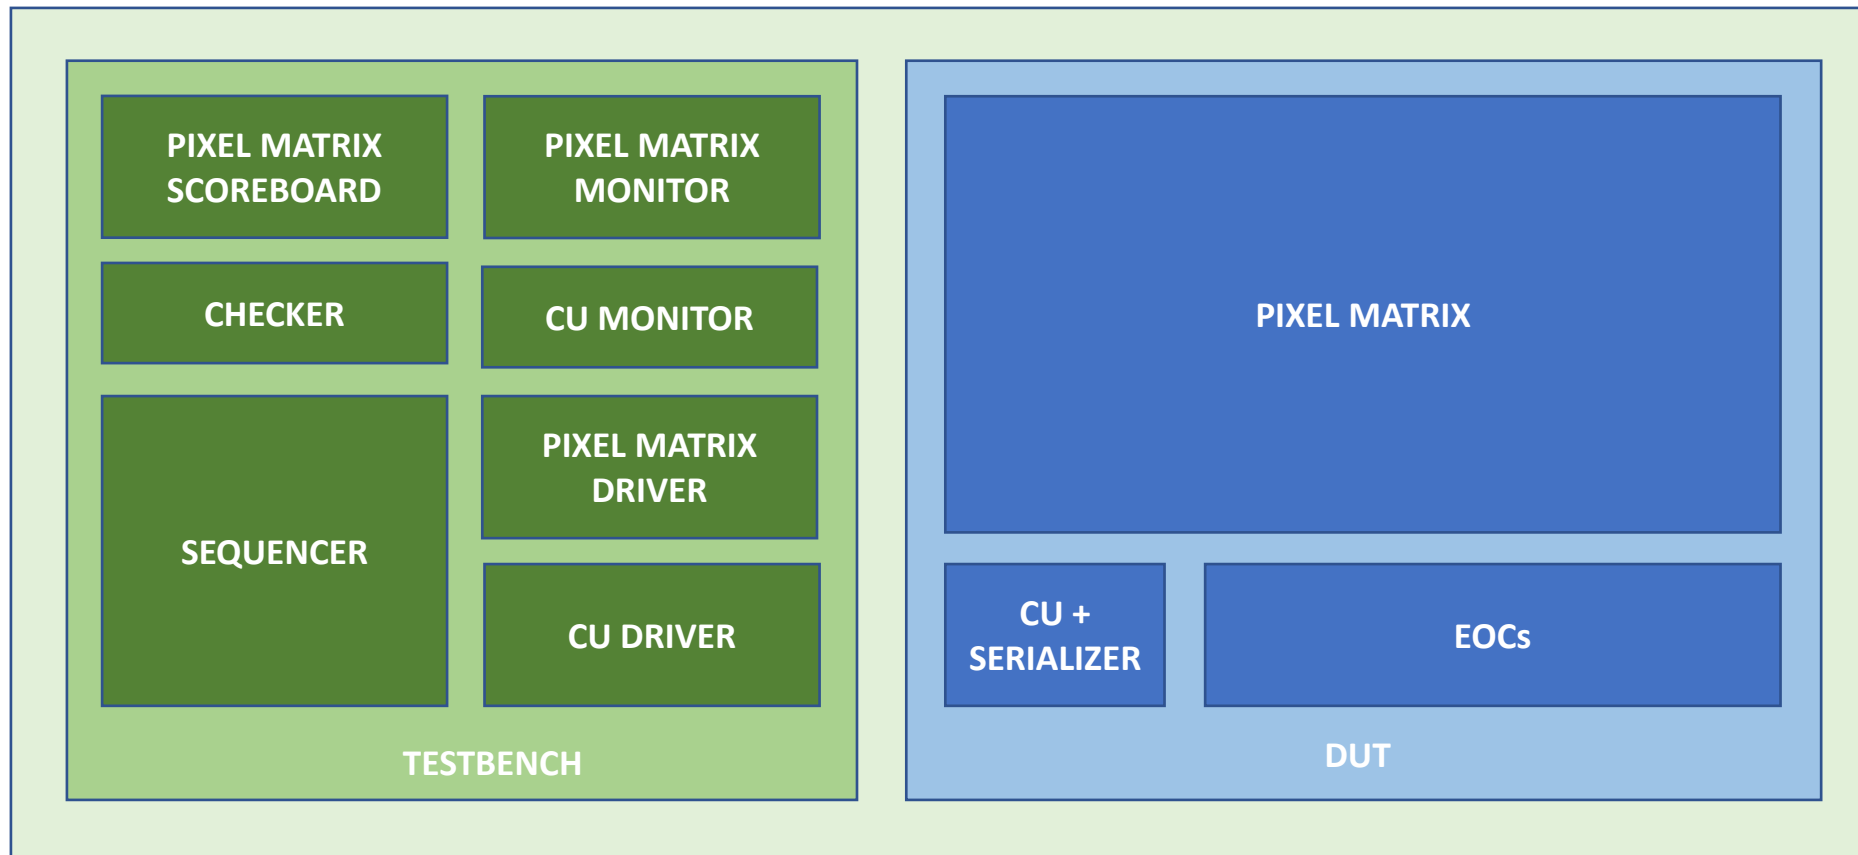 PIXEL MATRIX
SCOREBOARD
PIXEL MATRIX
MONITOR
CHECKER
CU MONITOR
SEQUENCER
PIXEL MATRIX
DRIVER
CU DRIVER
TESTBENCH
PIXEL MATRIX
CU +
SERIALIZER
EOCs
DUT